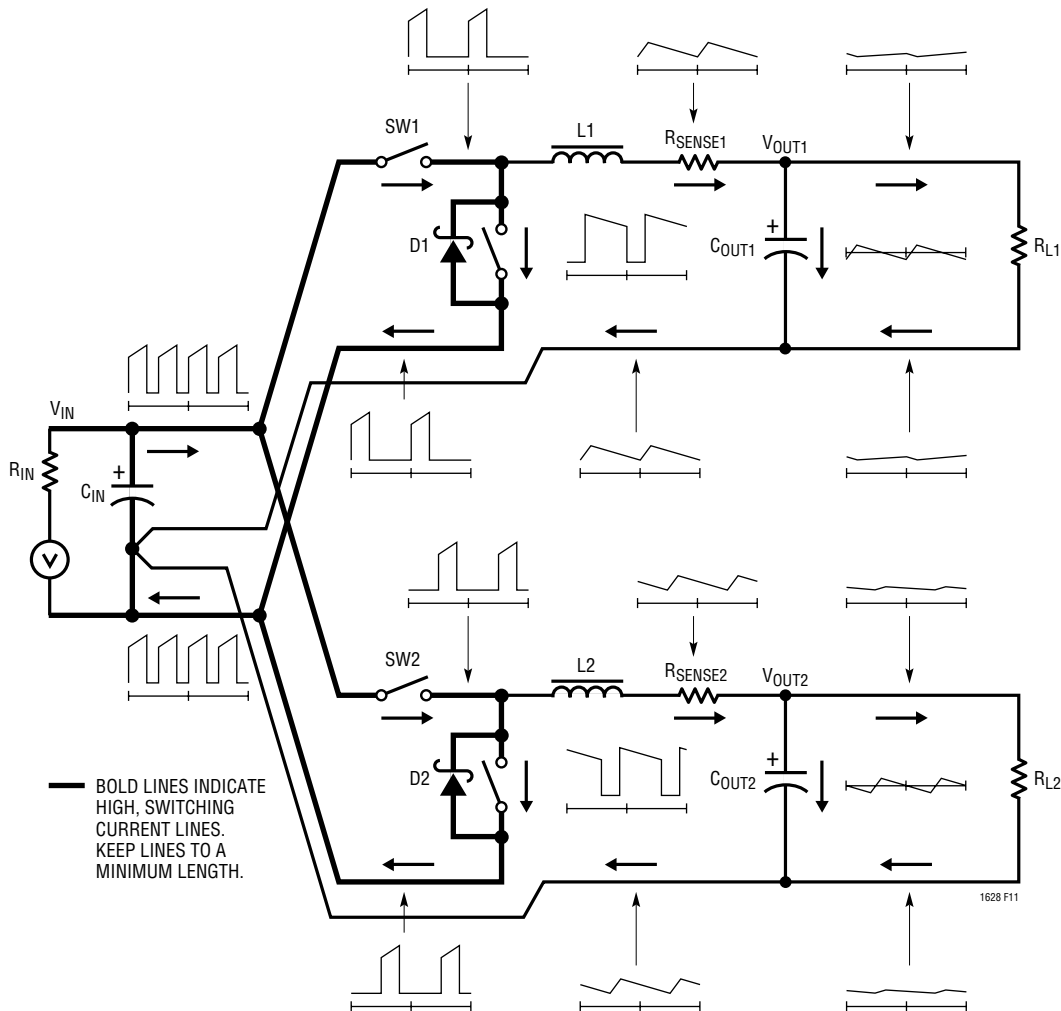 SW1
L1
RSENSE1
VOUT1
D1
+
COUT1
RL1
VIN
RIN
+
CIN
V
SW2
L2
RSENSE2
VOUT2
D2
+
COUT2
RL2
BOLD LINES INDICATE
HIGH, SWITCHING
CURRENT LINES.
KEEP LINES TO A
MINIMUM LENGTH.
1628 F11